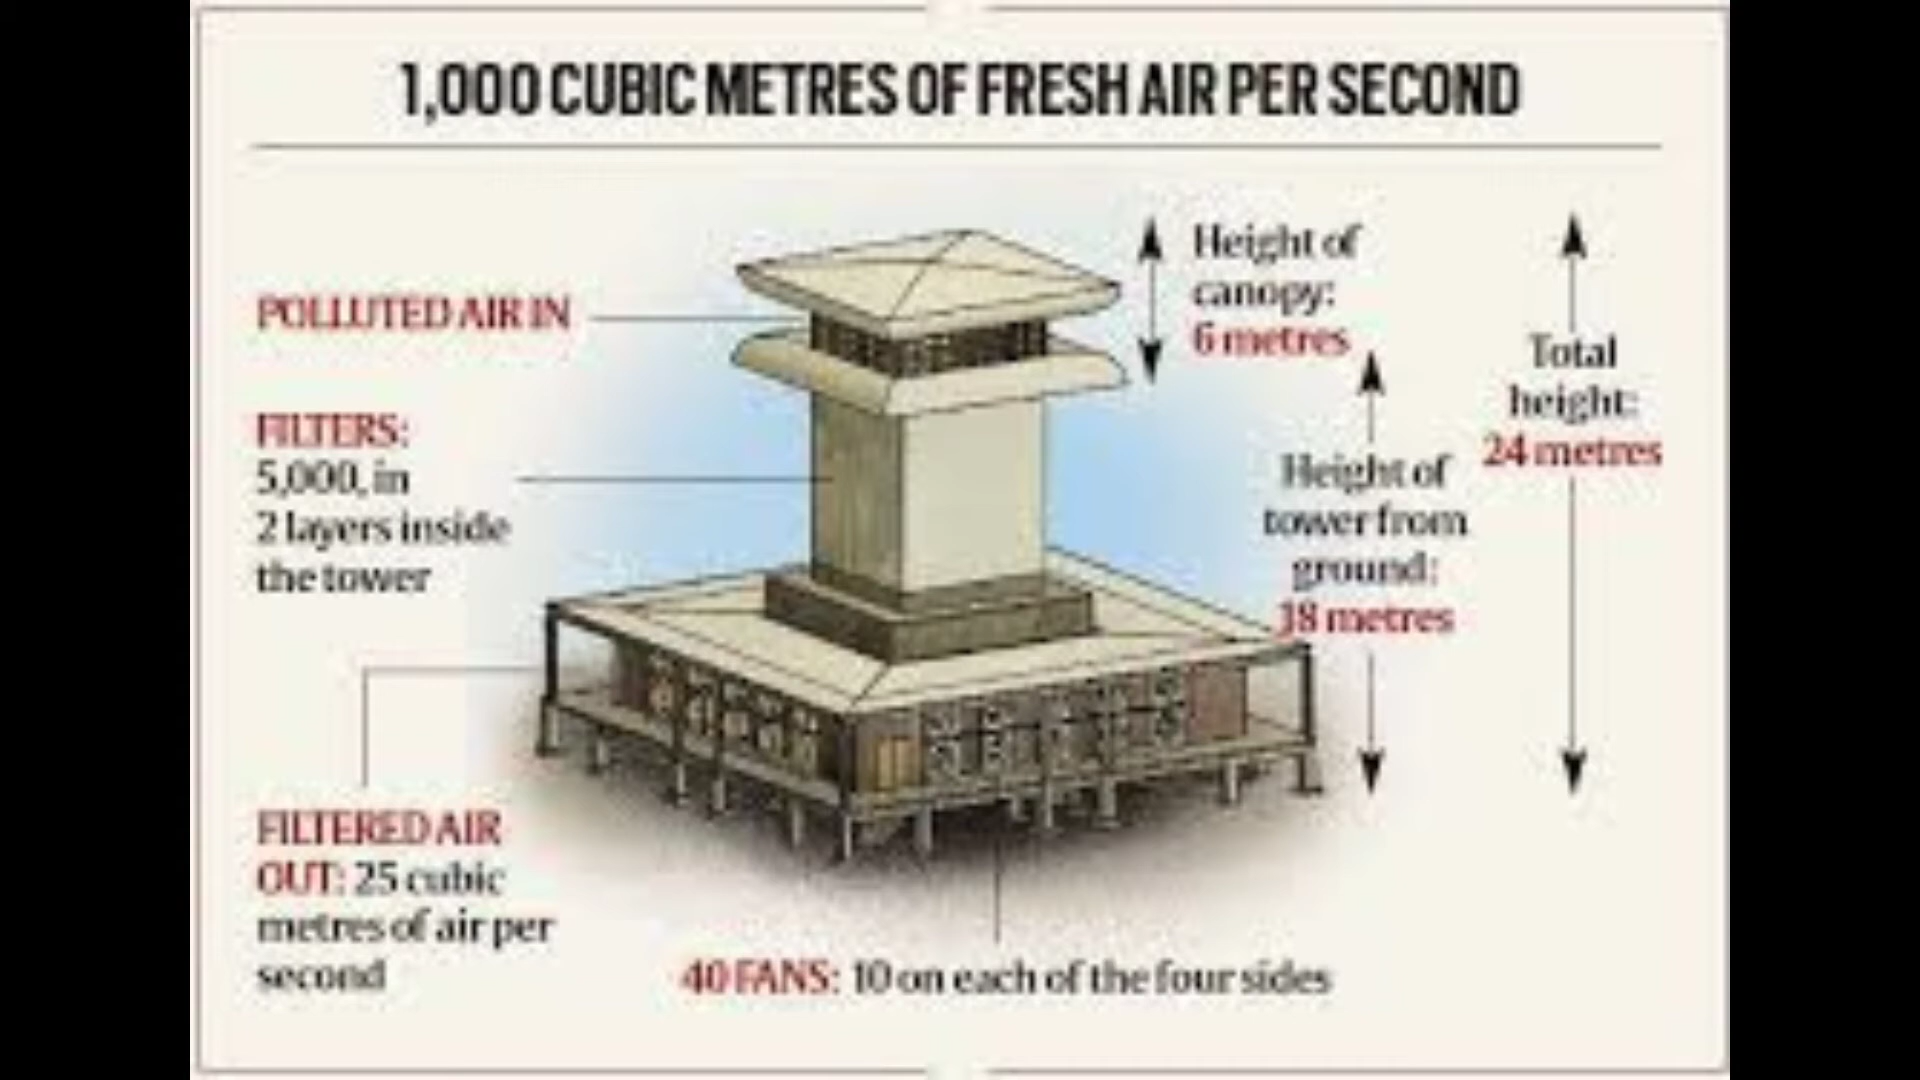 1,000 CUBIC METRES OF FRESH AIR PER SECOND
POLLUTED AIR IN
FILTERS:
5,000, in
2 layers inside
the tower
FILTERED AIR
OUT: 25 cubic
metres of air per
second
40 FANS: 10 on each of the four sides
Height of
canopy:
6 metres
Height of
tower from
ground:
18 metres
Total
height:
24 metres